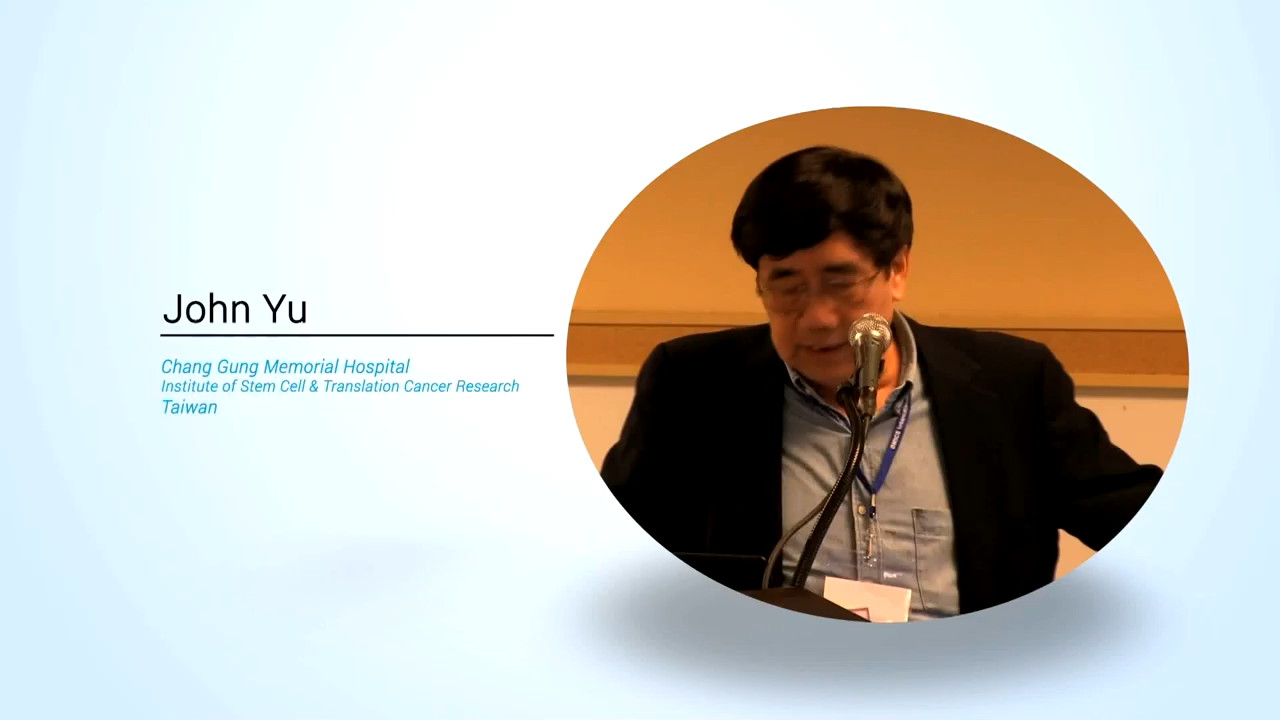 John Yu
Chang Gung Memorial Hospital
Institute of Stem Cell & Translation Cancer Research
Taiwan